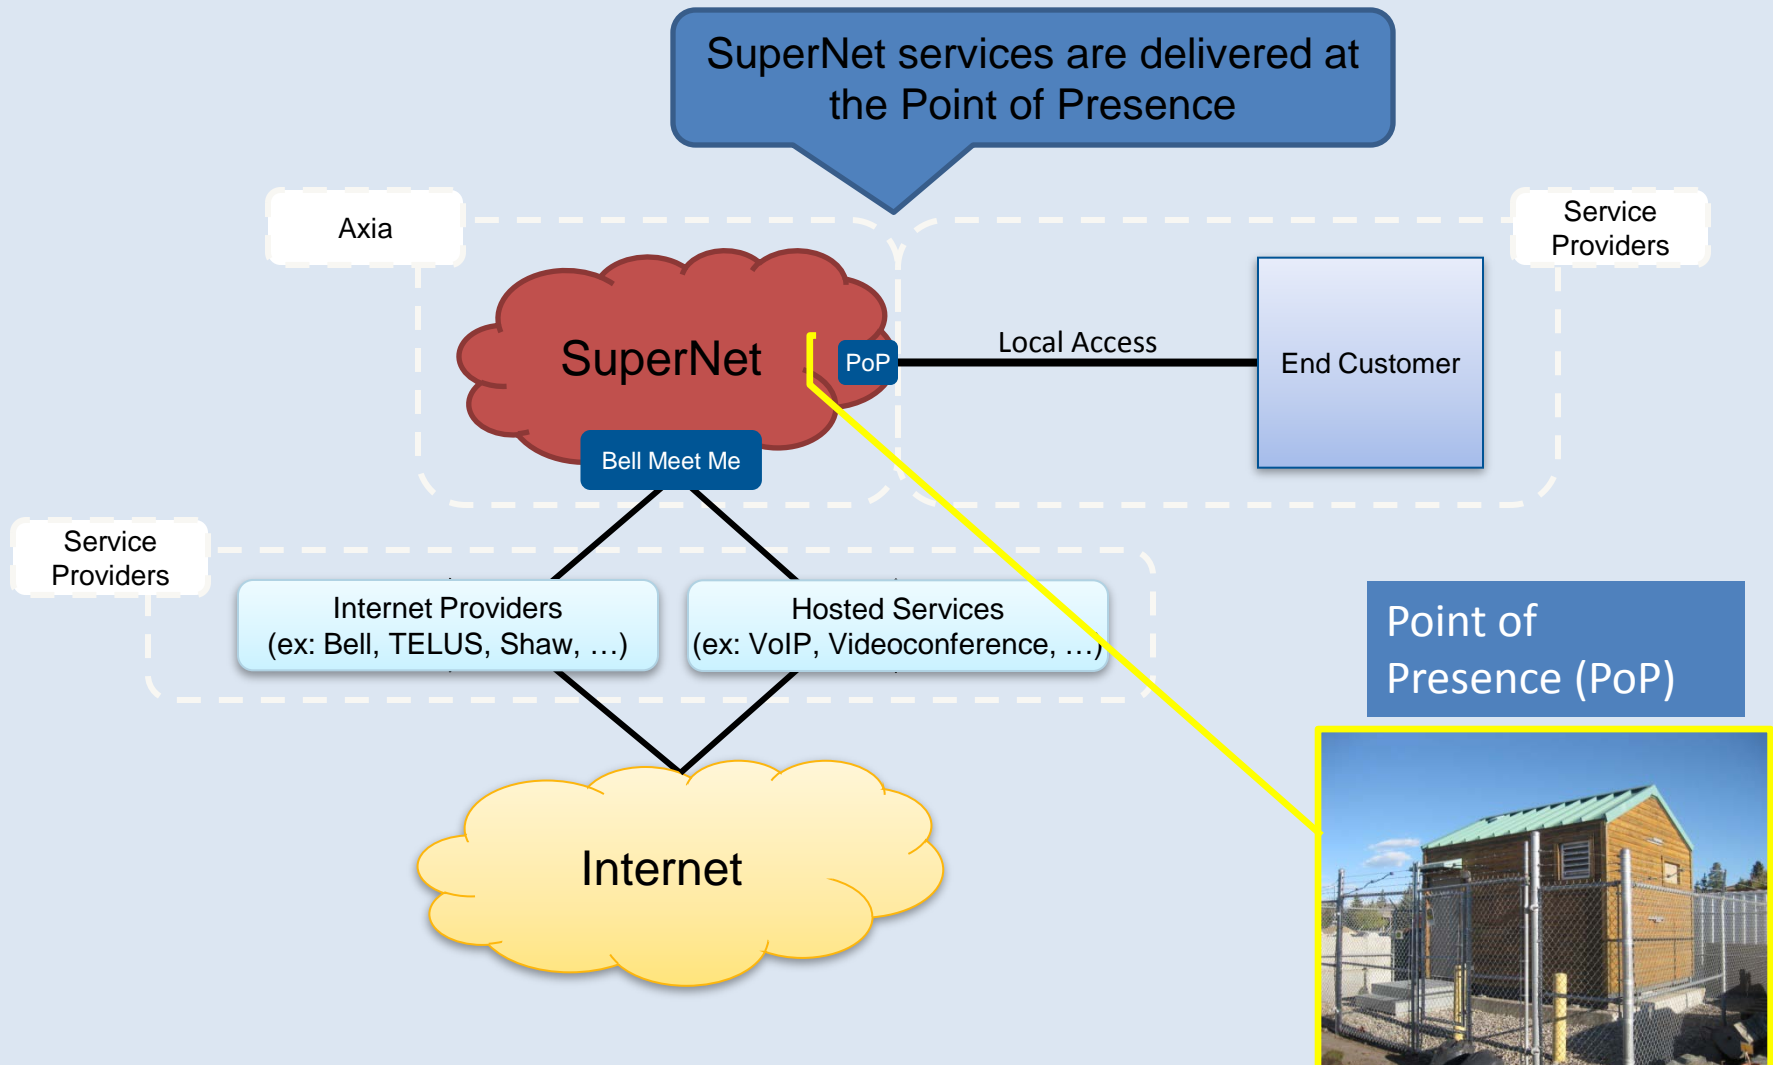 SuperNet services are delivered at
the Point of Presence
Axia
Service
Providers
SuperNet
PoP
Local Access
End Customer
Bell Meet Me
Service
Providers
Internet Providers
(ex: Bell, TELUS, Shaw, …)
Hosted Services
(ex: VoIP, Videoconference, …)
Point of
Presence (PoP)
Internet